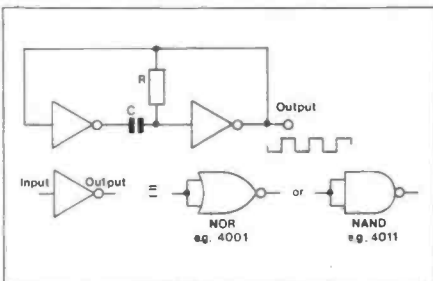 R
C
Output
Input
Output
=
or
NOR
NAND
e.g. 4001
e.g. 4011